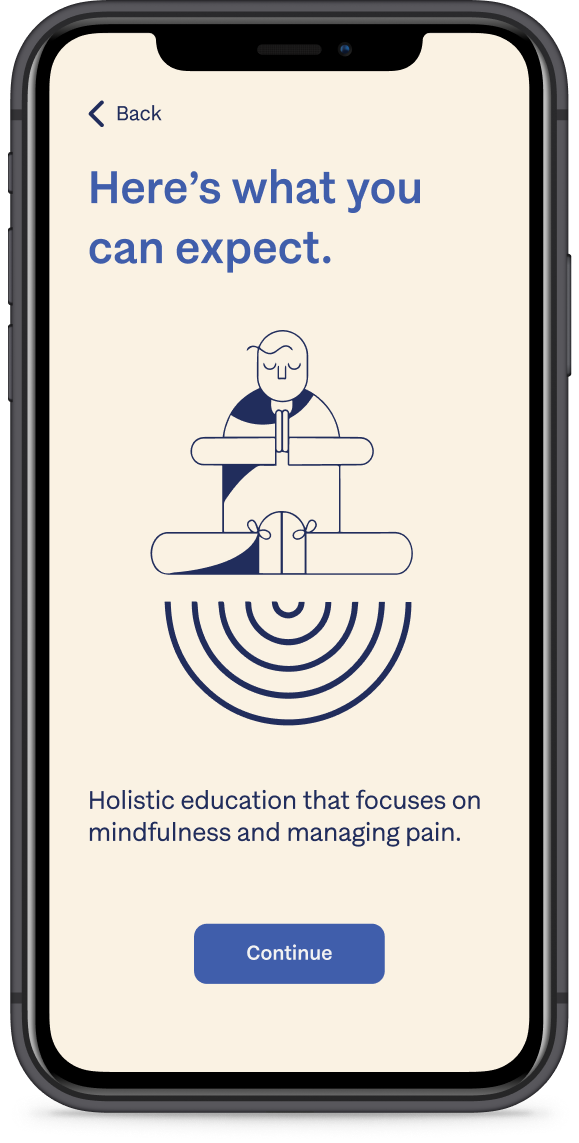 Back
Here’s what you
can expect.
Holistic education that focuses on
mindfulness and managing pain.
Continue